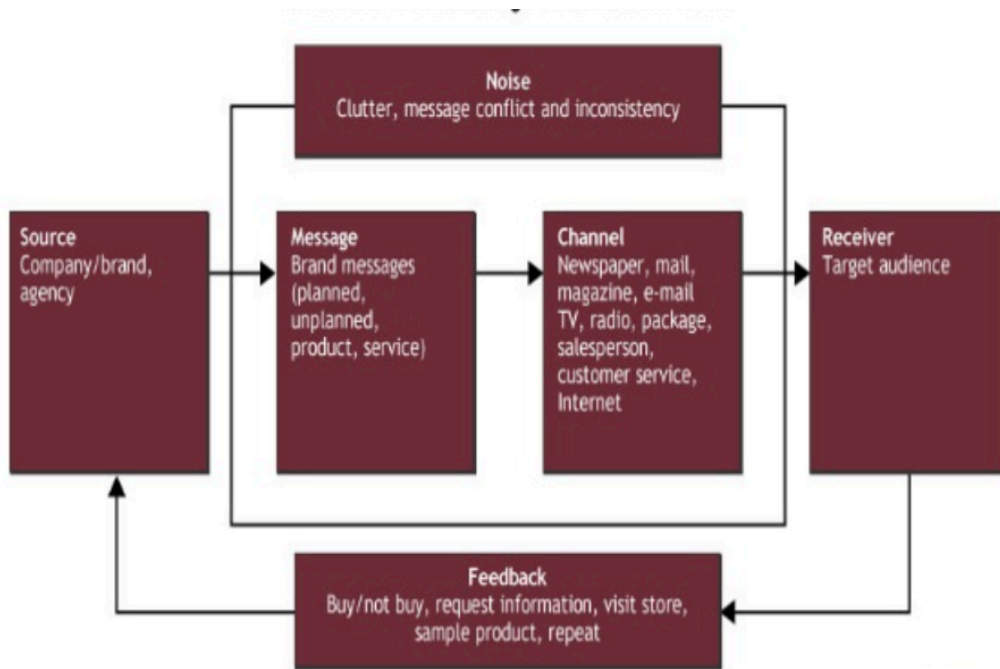 Noise
Clutter, message conflict and inconsistency
Source
Company/brand,
agency
Message
Brand messages
(planned,
unplanned,
product, service)
Channel
Newspaper, mail,
magazine, e-mail
TV, radio, package,
salesperson,
customer service,
Internet
Receiver
Target audience
Feedback
Buy/not buy, request information, visit store,
sample product, repeat